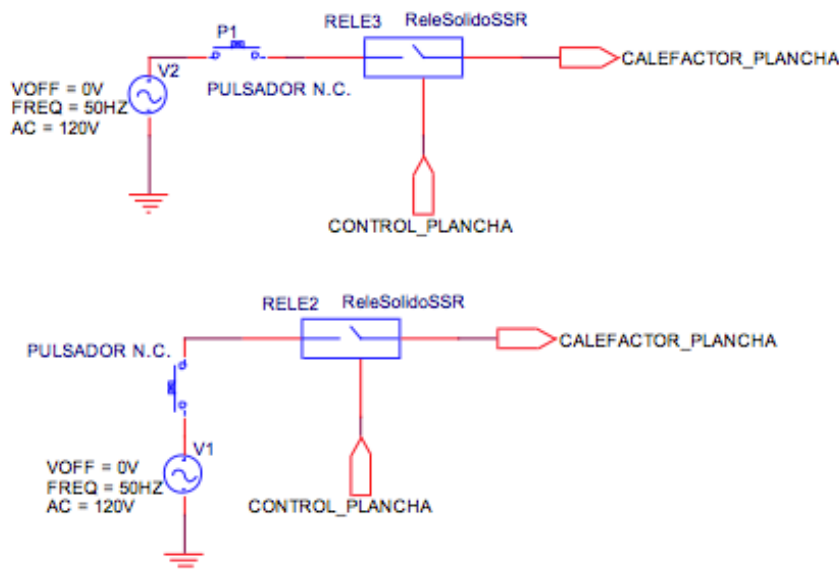 P1
RELE3
ReleSolidoSSR
V2
CALEFACTOR_PLANCHA
VOFF = 0V
FREQ = 50HZ
AC = 120V
PULSADOR N.C.
CONTROL_PLANCHA
RELE2
ReleSolidoSSR
PULSADOR N.C.
CALEFACTOR_PLANCHA
V1
VOFF = 0V
FREQ = 50HZ
AC = 120V
CONTROL_PLANCHA